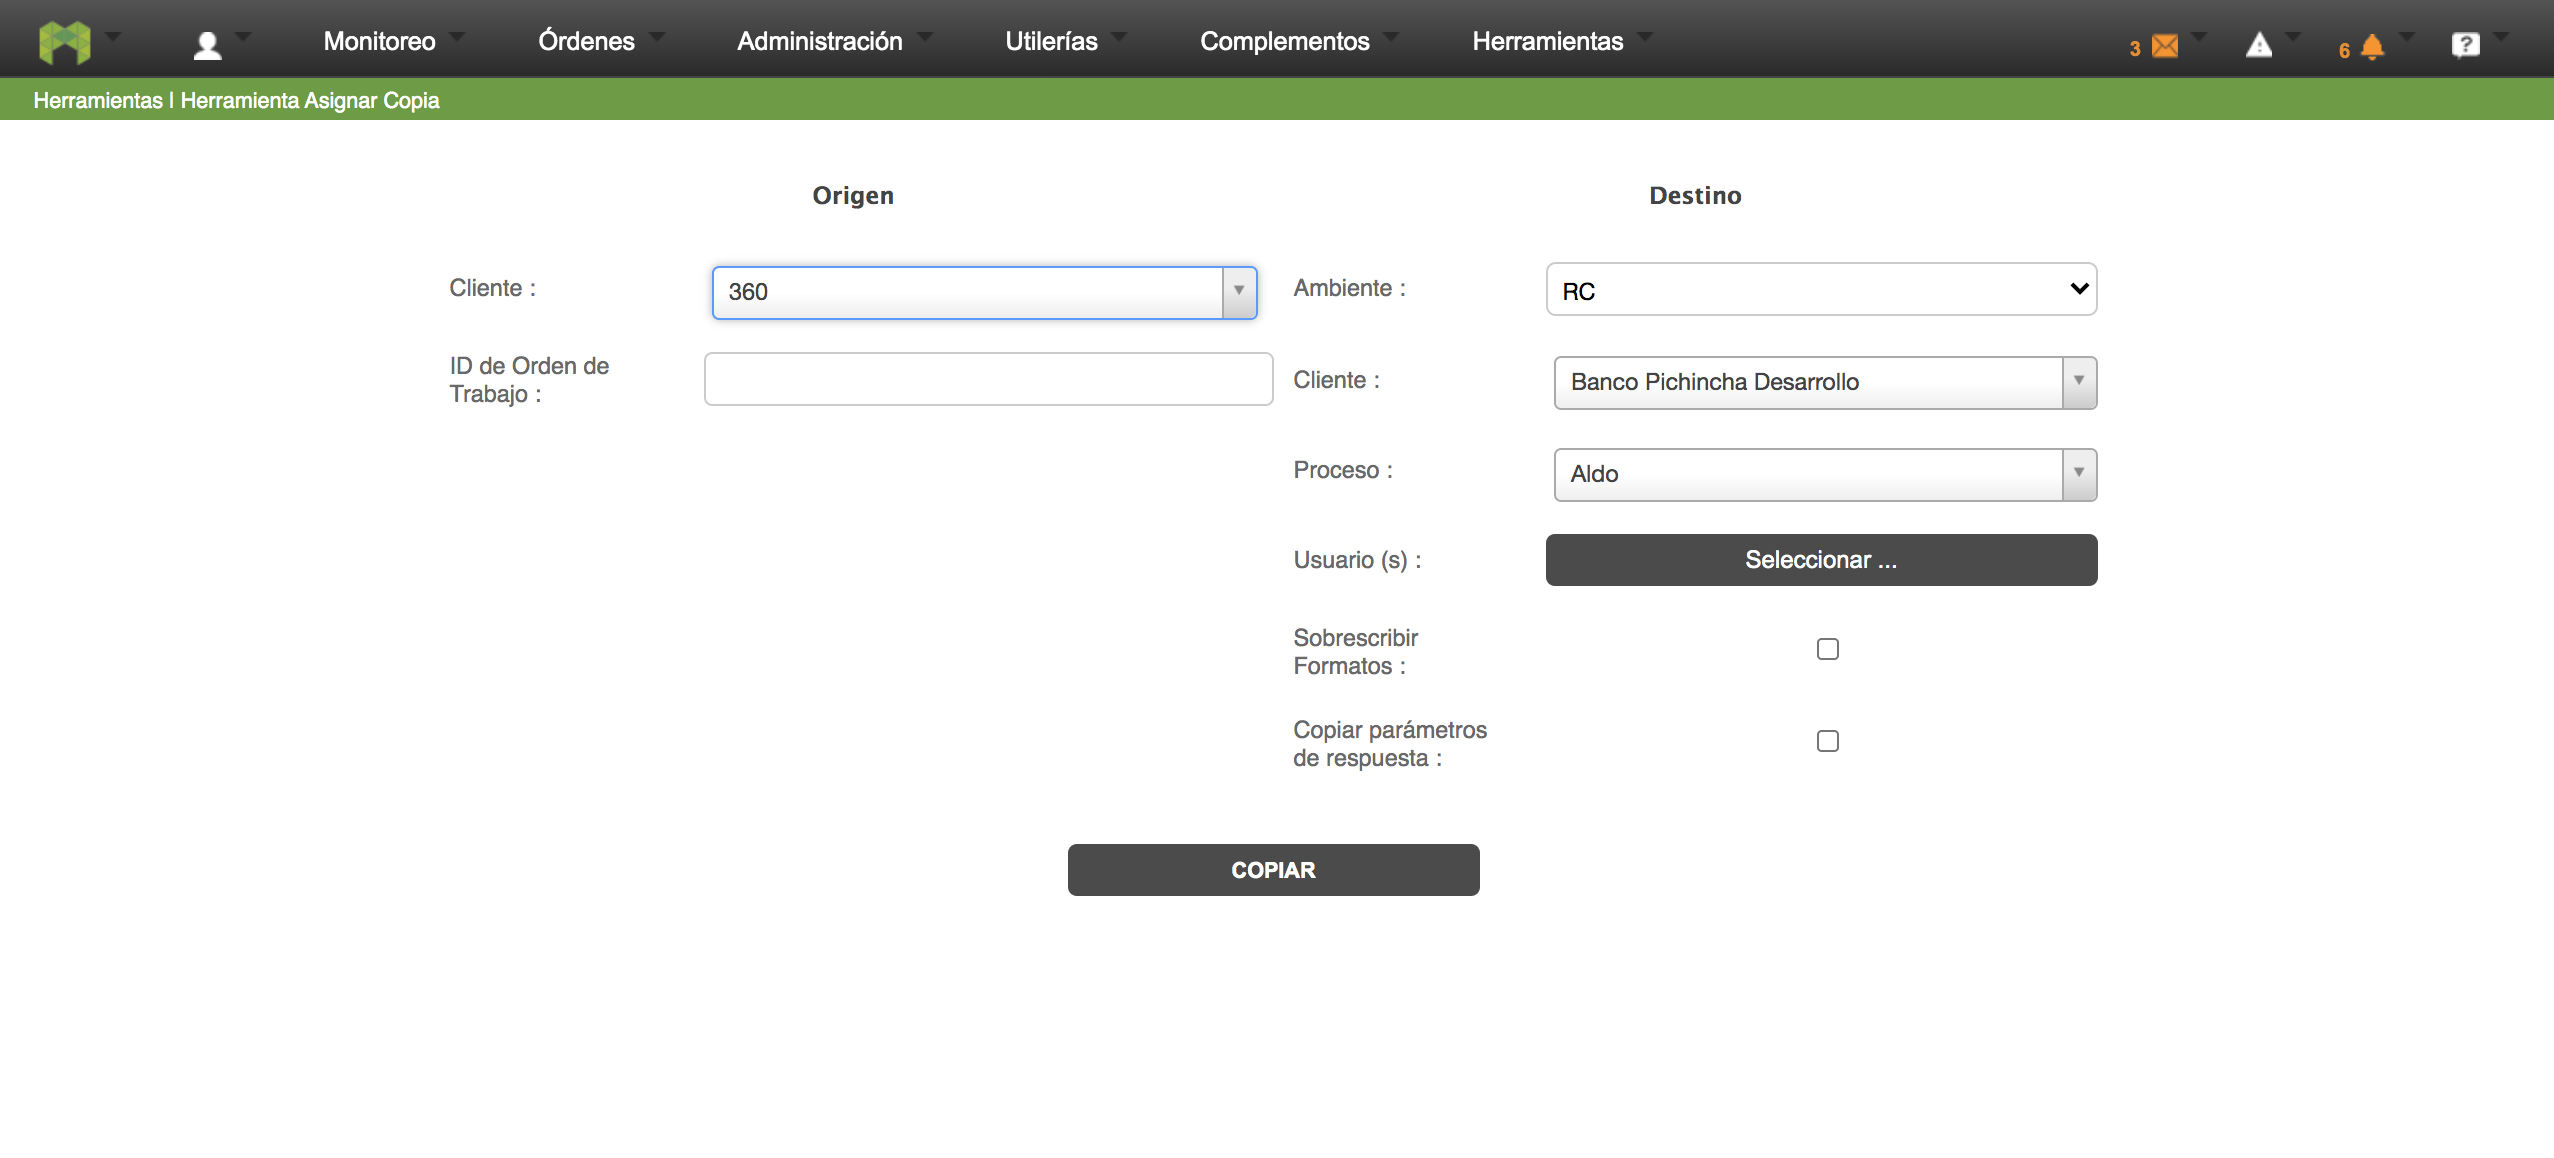 Monitoreo Órdenes Administración Utilerías Complementos Herramientas 3 6 ?
Herramientas | Herramienta Asignar Copia
Origen Destino
Cliente : 360 Ambiente : RC
ID de Orden de
Trabajo :
Cliente : Banco Pichincha Desarrollo
Proceso : Aldo
Usuario (s) : Seleccionar ...
Sobrescribir
Formatos :
Copiar parámetros
de respuesta :
COPIAR